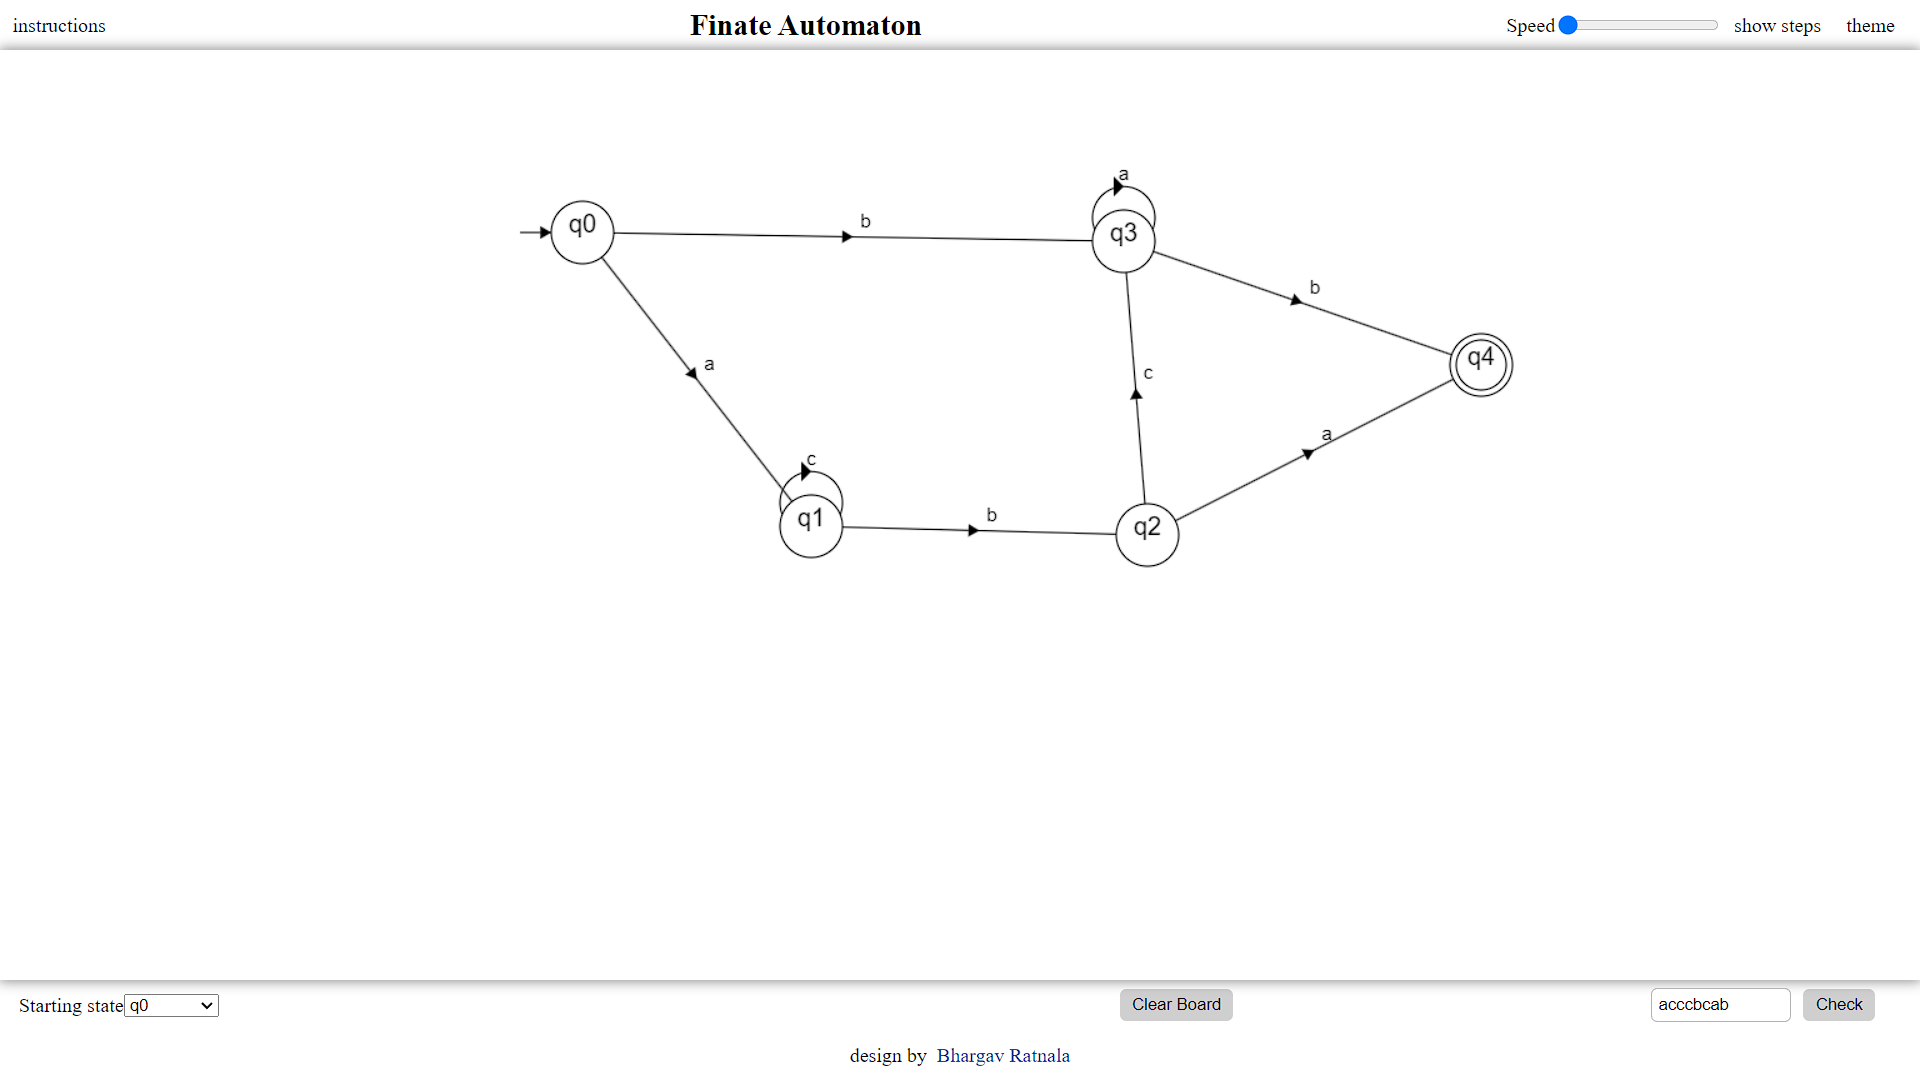 instructions
Finate Automaton
Speed
show steps
theme
a
q0
b
q3
b
a
c
q4
a
c
q1
b
q2
Starting state q0
Clear Board
acccbcab
Check
design by Bhargav Ratnala